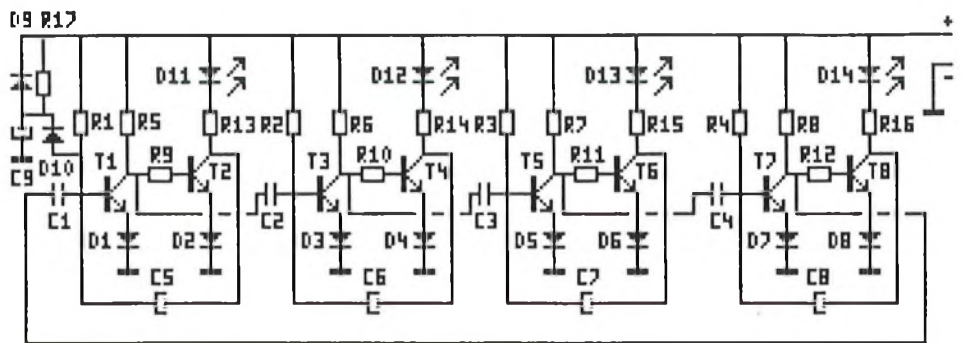 D9 R17 +
D11 D12 D13 D14 -
R1 R5 R13 R2 R6 R14 R3 R7 R15 R4 R8 R16
C9 D10 T1 R9 T2 T3 R10 T4 T5 R11 T6 T7 R12 T8
C1 C2 C3 C4
D1 D2 D3 D4 D5 D6 D7 D8
C5 C6 C7 C8